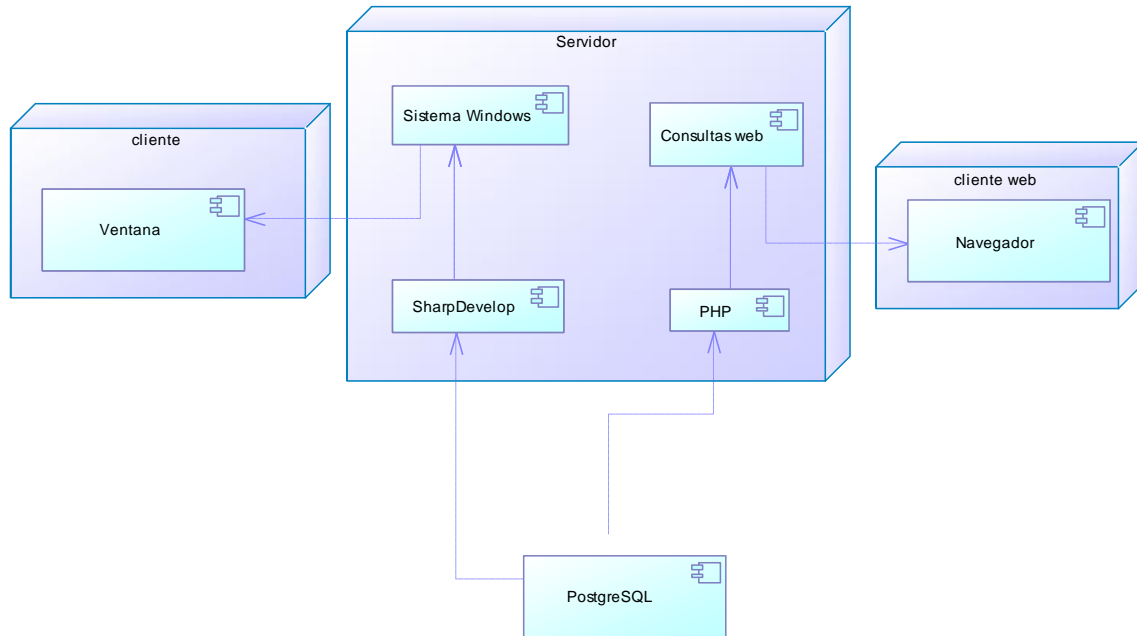 Servidor
Sistema Windows
Consultas web
cliente
Ventana
cliente web
Navegador
SharpDevelop
PHP
PostgreSQL